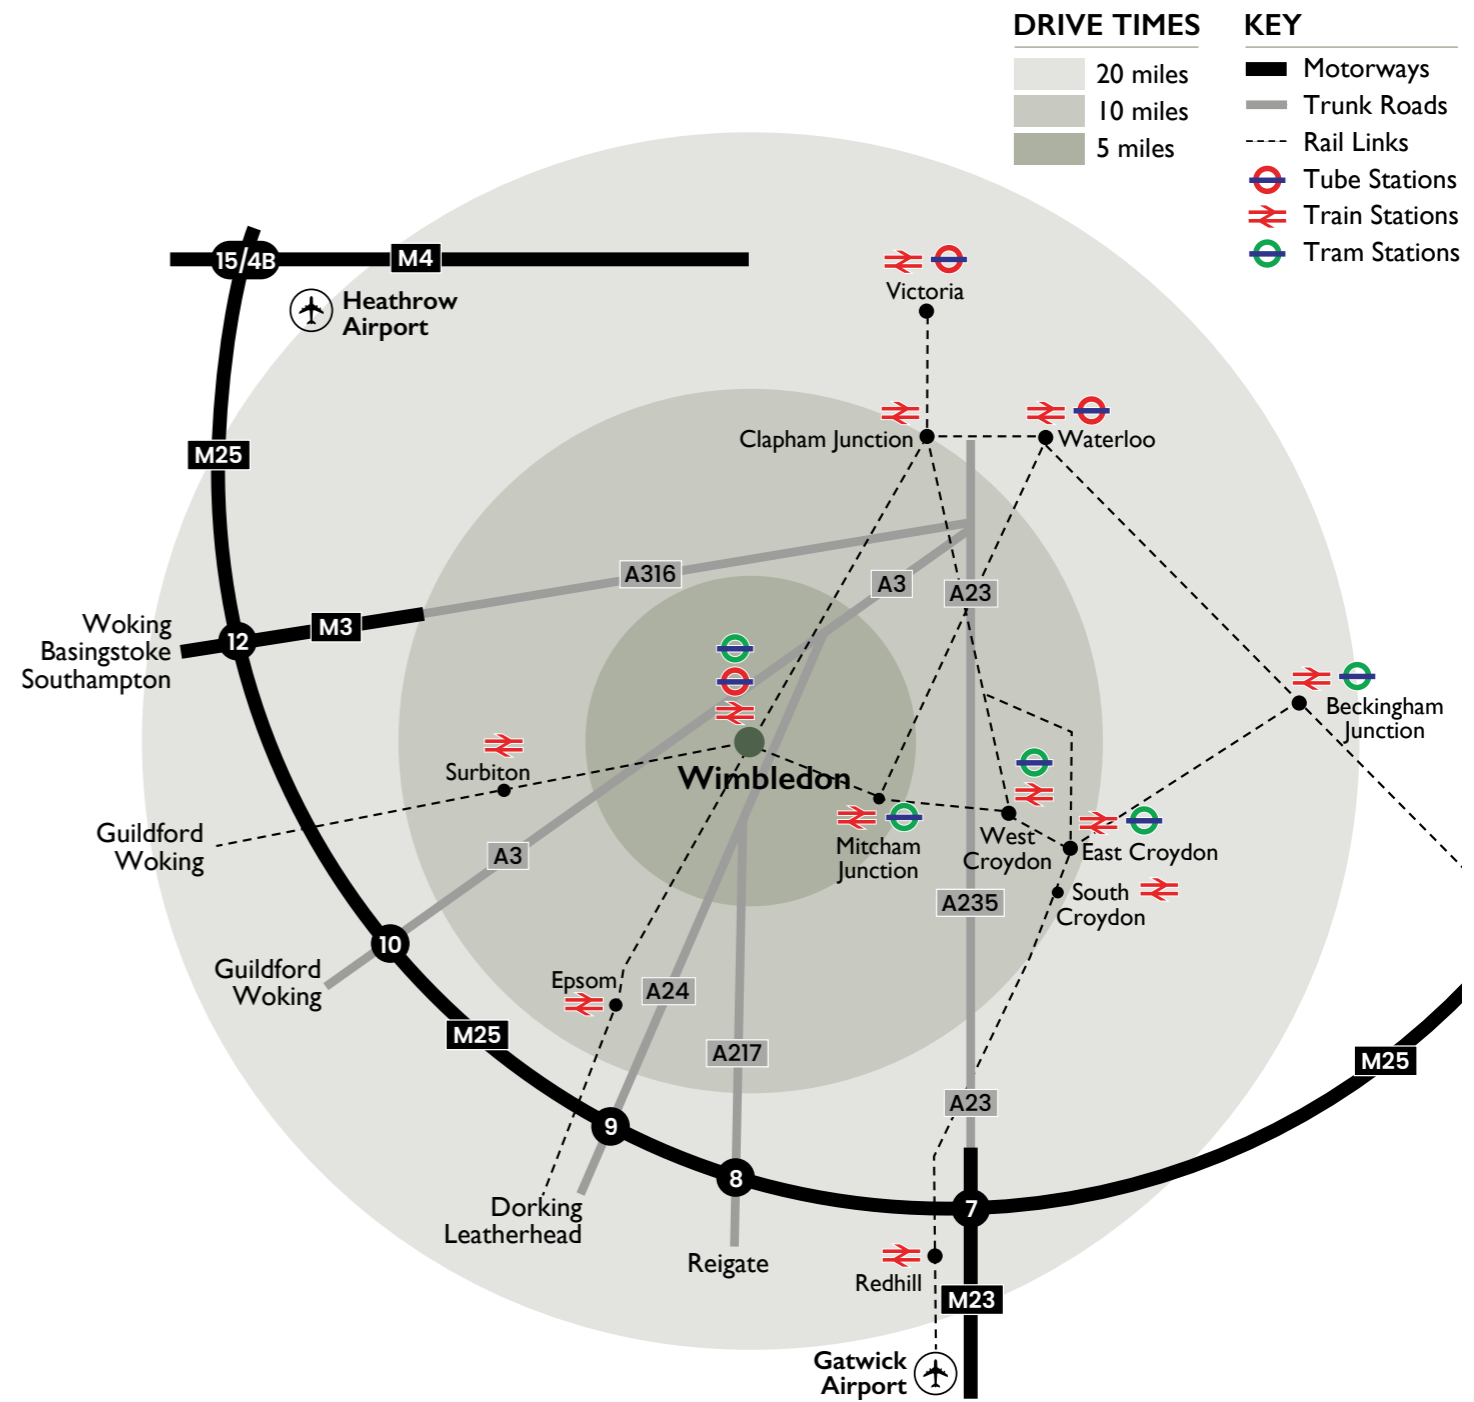 DRIVE TIMES
20 miles
10 miles
5 miles
KEY
Motorways
Trunk Roads
Rail Links
Tube Stations
Train Stations
Tram Stations
15/4B
M4
Heathrow
Airport
Victoria
Clapham Junction
Waterloo
M25
A316
A3
A23
Woking
Basingstoke
Southampton
12
M3
Beckingham
Junction
Surbiton
Wimbledon
Guildford
Woking
A3
Mitcham
Junction
West
Croydon
East Croydon
A235
South
Croydon
10
Guildford
Woking
Epsom
A24
M25
A217
M25
A23
9
8
7
Dorking
Leatherhead
Reigate
Redhill
M23
Gatwick
Airport